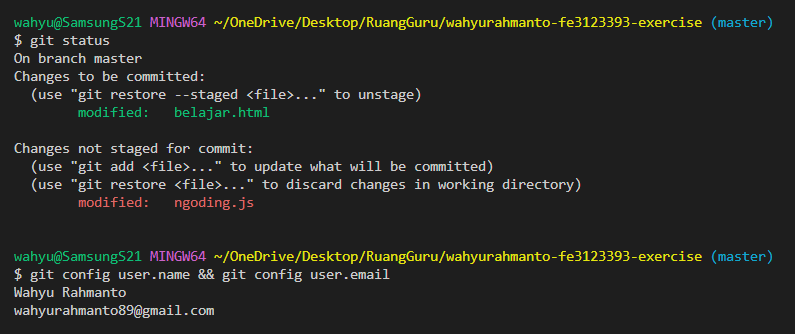 wahyu@SamsungS21 MINGW64 ~/OneDrive/Desktop/RuangGuru/wahyurahmanto-fe3123393-exercise (master)
$ git status
On branch master
Changes to be committed:
  (use "git restore --staged <file>..." to unstage)
        modified:   belajar.html

Changes not staged for commit:
  (use "git add <file>..." to update what will be committed)
  (use "git restore <file>..." to discard changes in working directory)
        modified:   ngoding.js

wahyu@SamsungS21 MINGW64 ~/OneDrive/Desktop/RuangGuru/wahyurahmanto-fe3123393-exercise (master)
$ git config user.name && git config user.email
Wahyu Rahmanto
wahyurahmanto89@gmail.com